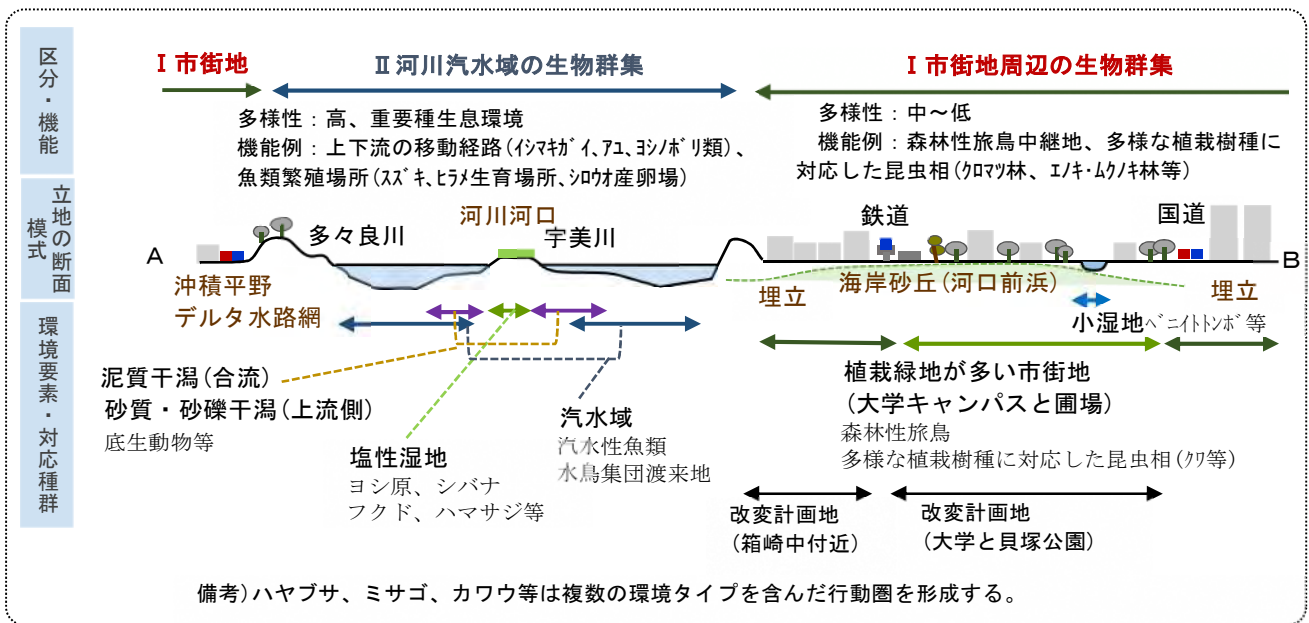 区分・機能
Ⅰ市街地
Ⅱ河川汽水域の生物群集
Ⅰ市街地周辺の生物群集
多様性：高、重要種生息環境
機能例：上下流の移動経路(ｲｼﾏｷｶﾞｲ、ｱﾕ、ﾖｼﾉﾎﾞﾘ類)、
魚類繁殖場所(ｽｽﾞｷ、ﾋﾗﾒ生育場所、ｼﾛｳｵ産卵場)
多様性：中～低
機能例：森林性旅鳥中継地、多様な植栽樹種に
対応した昆虫相(ｸﾛﾏﾂ林、ｴﾉｷ･ﾑｸﾉｷ林等)
立地の断面
模式
A
多々良川
河川河口
宇美川
鉄道
国道
B
沖積平野
デルタ水路網
埋立
海岸砂丘(河口前浜)
埋立
小湿地ﾍﾞﾆｲﾄﾄﾝﾎﾞ等
環境要素・対応種群
泥質干潟(合流)
砂質・砂礫干潟(上流側)
底生動物等
塩性湿地
ヨシ原、シバナ
フクド、ハマサジ等
汽水域
汽水性魚類
水鳥集団渡来地
植栽緑地が多い市街地
(大学キャンパスと圃場)
森林性旅鳥
多様な植栽樹種に対応した昆虫相(ｸﾜ等)
改変計画地
(箱崎中付近)
改変計画地
(大学と貝塚公園)
備考)ハヤブサ、ミサゴ、カワウ等は複数の環境タイプを含んだ行動圏を形成する。